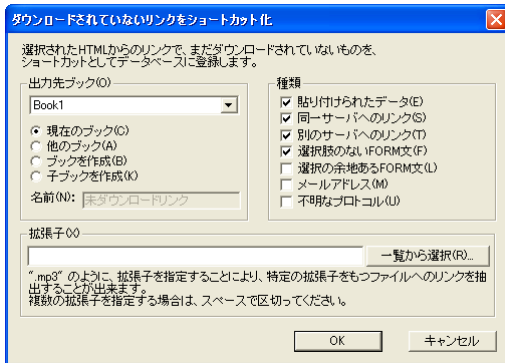 ダウンロードされていないリンクをショートカット化
選択されたHTMLからのリンクで、まだダウンロードされていないものを、
ショートカットとしてデータベースに登録します。
出力先ブック(O)
Book1
現在のブック(C)
他のブック(A)
ブックを作成(B)
子ブックを作成(K)
名前(N): 未ダウンロードリンク
種類
貼り付けられたデータ(E)
同一サーバへのリンク(S)
別のサーバへのリンク(T)
選択肢のないFORM文(F)
選択の余地あるFORM文(L)
メールアドレス(M)
不明なプロトコル(U)
拡張子(X)
一覧から選択(R)...
".mp3" のように、拡張子を指定することにより、特定の拡張子をもつファイルへのリンクを抽
出することが出来ます。
複数の拡張子を指定する場合は、スペースで区切ってください。
OK
キャンセル